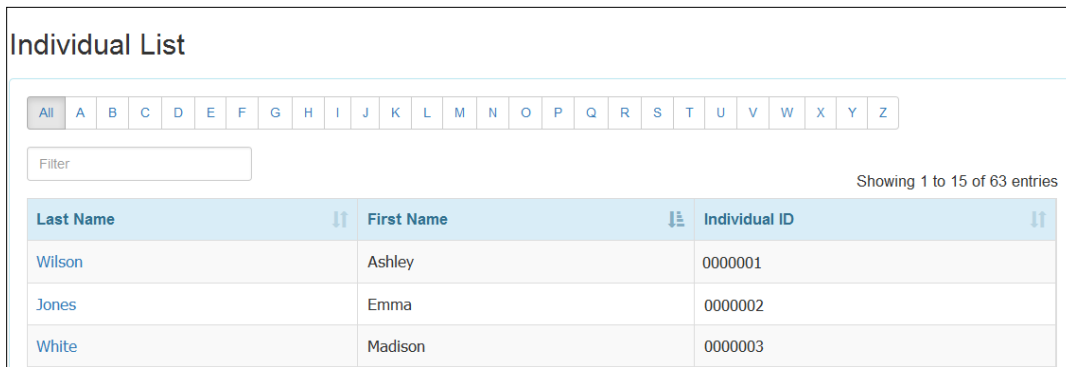 Individual List
All A B C D E F G H I J K L M N O P Q R S T U V W X Y Z
Filter
Showing 1 to 15 of 63 entries
Last Name First Name Individual ID
Wilson Ashley 0000001
Jones Emma 0000002
White Madison 0000003